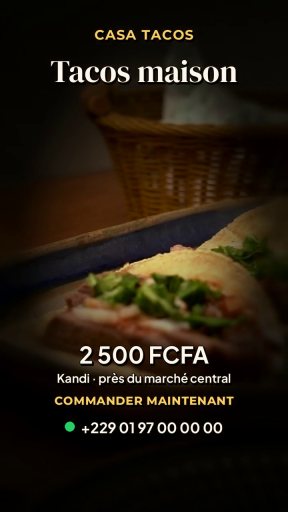 CASA TACOS
Tacos maison
2 500 FCFA
Kandi · près du marché central
COMMANDER MAINTENANT
+229 01 97 00 00 00